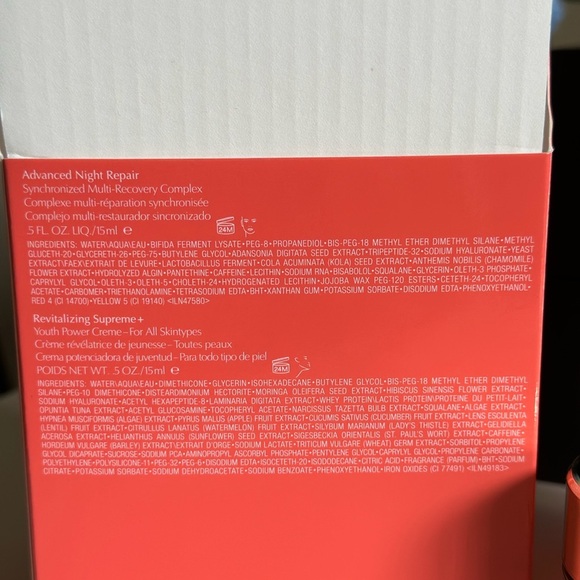 Advanced Night Repair
Synchronized Multi-Recovery Complex
Complexe multi-réparation synchronisée
Complejo multi-restaurador sincronizado
.5 FL. OZ. LIQ./15 ml ℮ 24M
INGREDIENTS: WATER\AQUA\EAU • BIFIDA FERMENT LYSATE • PEG-8 • PROPANEDIOL • BIS-PEG-18 METHYL ETHER DIMETHYL SILANE • METHYL
GLUCETH-20 • GLYCERETH-26 • PEG-75 • BUTYLENE GLYCOL • ADANSONIA DIGITATA SEED EXTRACT • TRIPEPTIDE-32 • SODIUM HYALURONATE • YEAST
EXTRACT\FAEX\EXTRAIT DE LEVURE • LACTOBACILLUS FERMENT • COLA ACUMINATA (KOLA) SEED EXTRACT • ANTHEMIS NOBILIS (CHAMOMILE)
FLOWER EXTRACT • HYDROLYZED ALGIN • PANTETHINE • CAFFEINE • LECITHIN • SODIUM RNA • BISABOLOL • SQUALANE • GLYCERIN • OLETH-3 PHOSPHATE •
CAPRYLYL GLYCOL • OLETH-3 • OLETH-5 • CHOLETH-24 • HYDROGENATED LECITHIN • JOJOBA WAX PEG-120 ESTERS • CETETH-24 • TOCOPHERYL
ACETATE • CARBOMER • TRIETHANOLAMINE • TETRASODIUM EDTA • BHT • XANTHAN GUM • POTASSIUM SORBATE • DISODIUM EDTA • PHENOXYETHANOL •
RED 4 (CI 14700) • YELLOW 5 (CI 19140) <ILN47580>
Revitalizing Supreme+
Youth Power Creme – For All Skintypes
Crème révélatrice de jeunesse – Toutes peaux
Crema potenciadora de juventud – Para todo tipo de piel
POIDS NET WT. .5 OZ./15 ml ℮ 24M
INGREDIENTS: WATER\AQUA\EAU • DIMETHICONE • GLYCERIN • ISOHEXADECANE • BUTYLENE GLYCOL • BIS-PEG-18 METHYL ETHER DIMETHYL
SILANE • PEG-10 DIMETHICONE • DISTEARDIMONIUM HECTORITE • MORINGA OLEIFERA SEED EXTRACT • HIBISCUS SINENSIS FLOWER EXTRACT •
SODIUM HYALURONATE • ACETYL HEXAPEPTIDE-8 • LAMINARIA DIGITATA EXTRACT • WHEY PROTEIN\LACTIS PROTEIN\PROTÉINE DU PETIT-LAIT •
OPUNTIA TUNA EXTRACT • ACETYL GLUCOSAMINE • TOCOPHERYL ACETATE • NARCISSUS TAZETTA BULB EXTRACT • SQUALANE • ALGAE EXTRACT •
HYPNEA MUSCIFORMIS (ALGAE) EXTRACT • PYRUS MALUS (APPLE) FRUIT EXTRACT • CUCUMIS SATIVUS (CUCUMBER) FRUIT EXTRACT • LENS ESCULENTA
(LENTIL) FRUIT EXTRACT • CITRULLUS LANATUS (WATERMELON) FRUIT EXTRACT • SILYBUM MARIANUM (LADY'S THISTLE) EXTRACT • GELIDIELLA
ACEROSA EXTRACT • HELIANTHUS ANNUUS (SUNFLOWER) SEED EXTRACT • SIGESBECKIA ORIENTALIS (ST. PAUL'S WORT) EXTRACT • CAFFEINE •
HORDEUM VULGARE (BARLEY) EXTRACT\EXTRAIT D'ORGE • SODIUM LACTATE • TRITICUM VULGARE (WHEAT) GERM EXTRACT • SORBITOL • PROPYLENE
GLYCOL DICAPRATE • SUCROSE • SODIUM PCA • AMINOPROPYL ASCORBYL PHOSPHATE • PENTYLENE GLYCOL • CAPRYLYL GLYCOL • PROPYLENE CARBONATE •
POLYETHYLENE • POLYSILICONE-11 • PEG-32 • PEG-6 • DISODIUM EDTA • ISOCETETH-20 • ISODODECANE • CITRIC ACID • FRAGRANCE (PARFUM) • BHT • SODIUM
CITRATE • POTASSIUM SORBATE • SODIUM DEHYDROACETATE • SODIUM BENZOATE • PHENOXYETHANOL • IRON OXIDES (CI 77491) <ILN49183>